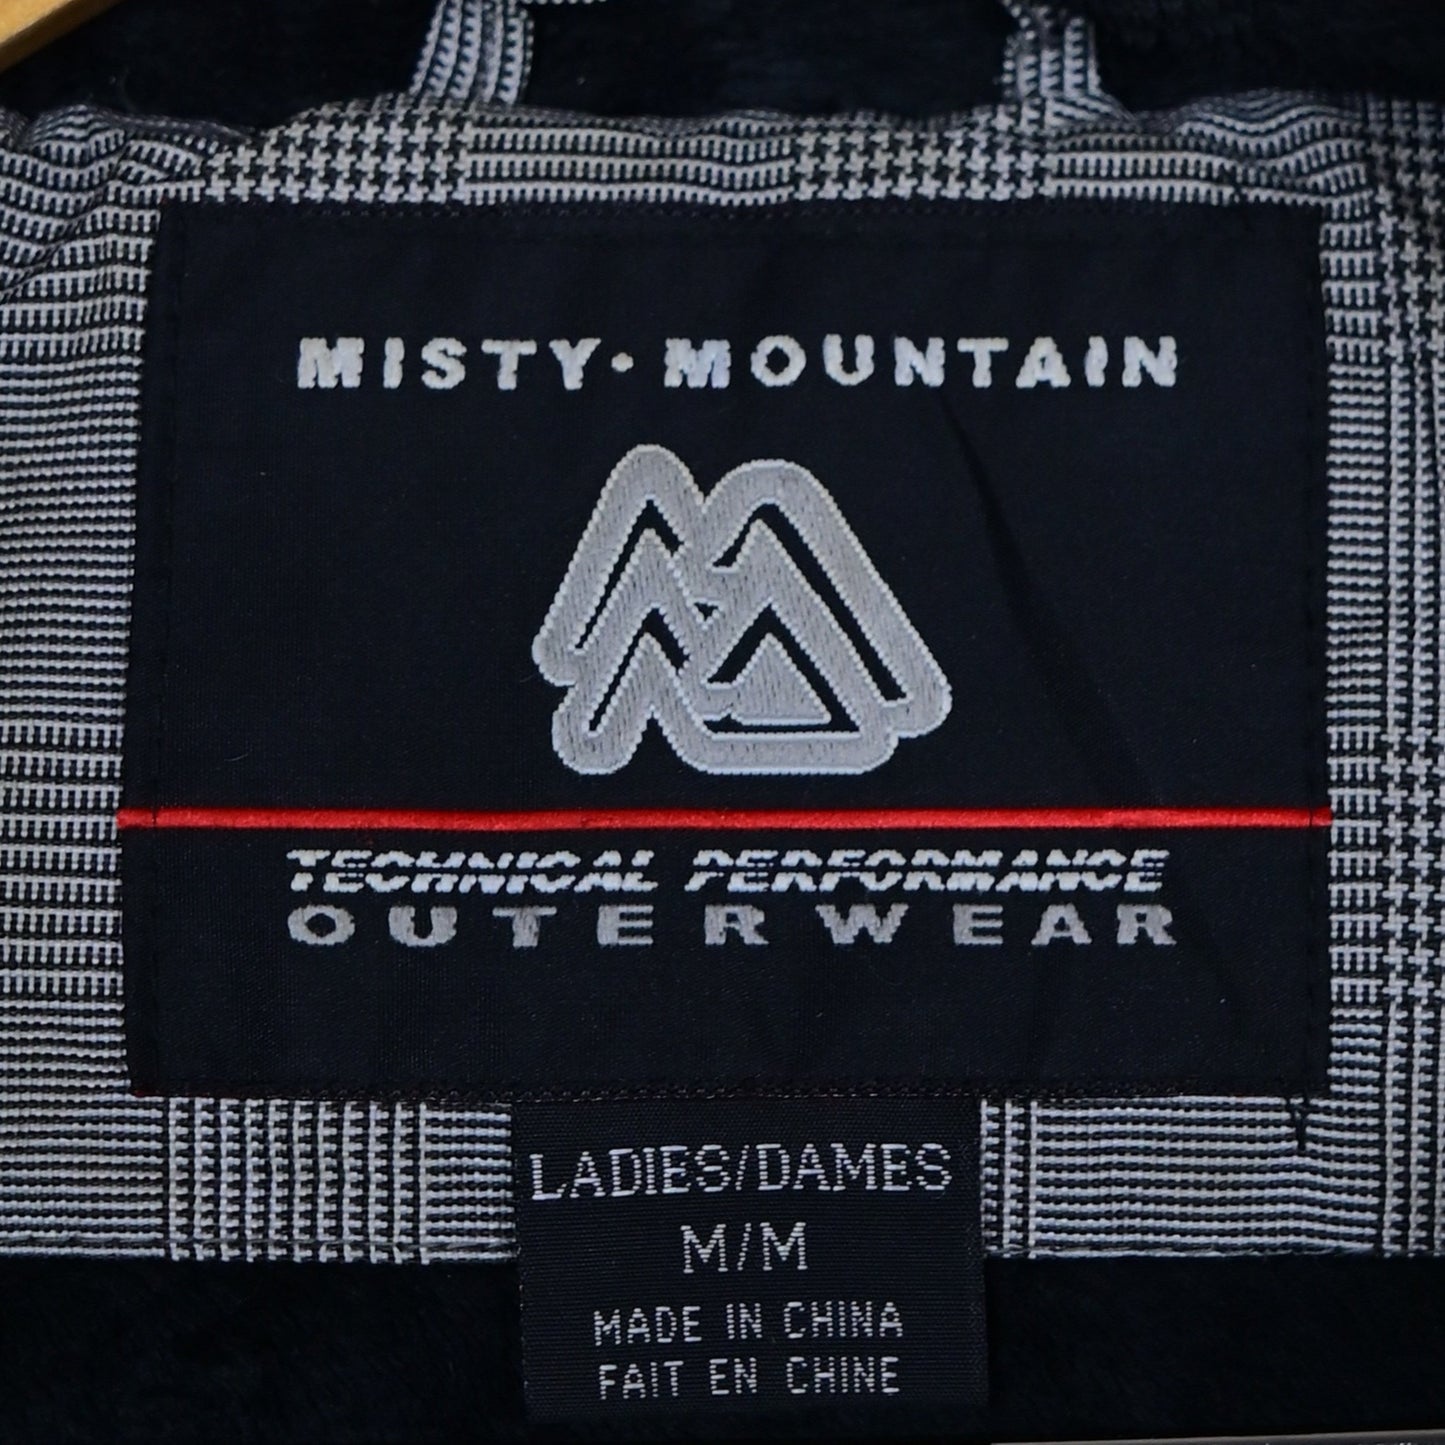 MISTY·MOUNTAIN
TECHNICAL PERFORMANCE
OUTERWEAR
LADIES/DAMES
M/M
MADE IN CHINA
FAIT EN CHINE